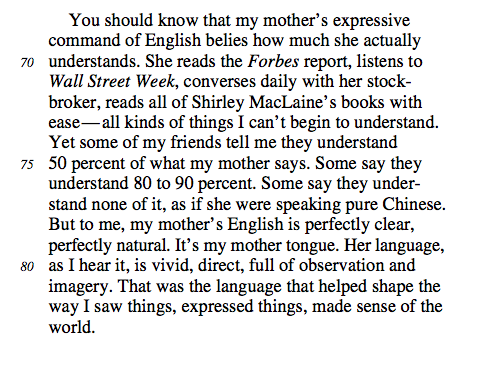 You should know that my mother's expressive
command of English belies how much she actually
70 understands. She reads the Forbes report, listens to
Wall Street Week, converses daily with her stock-
broker, reads all of Shirley MacLaine's books with
ease—all kinds of things I can't begin to understand.
Yet some of my friends tell me they understand
75 50 percent of what my mother says. Some say they
understand 80 to 90 percent. Some say they under-
stand none of it, as if she were speaking pure Chinese.
But to me, my mother's English is perfectly clear,
perfectly natural. It's my mother tongue. Her language,
80 as I hear it, is vivid, direct, full of observation and
imagery. That was the language that helped shape the
way I saw things, expressed things, made sense of the
world.